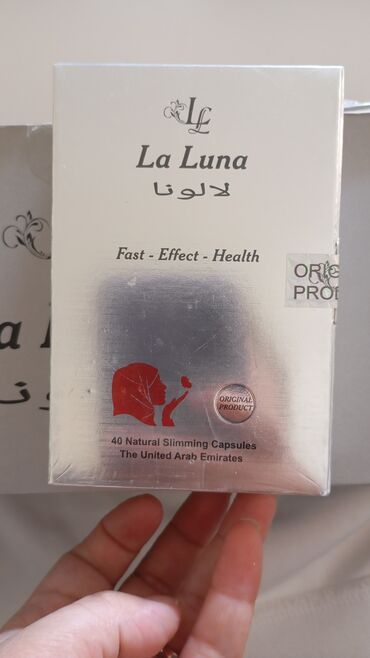 LL
La Luna
لالونا
Fast - Effect - Health
ORIGINAL
PRODUCT
40 Natural Slimming Capsules
The United Arab Emirates